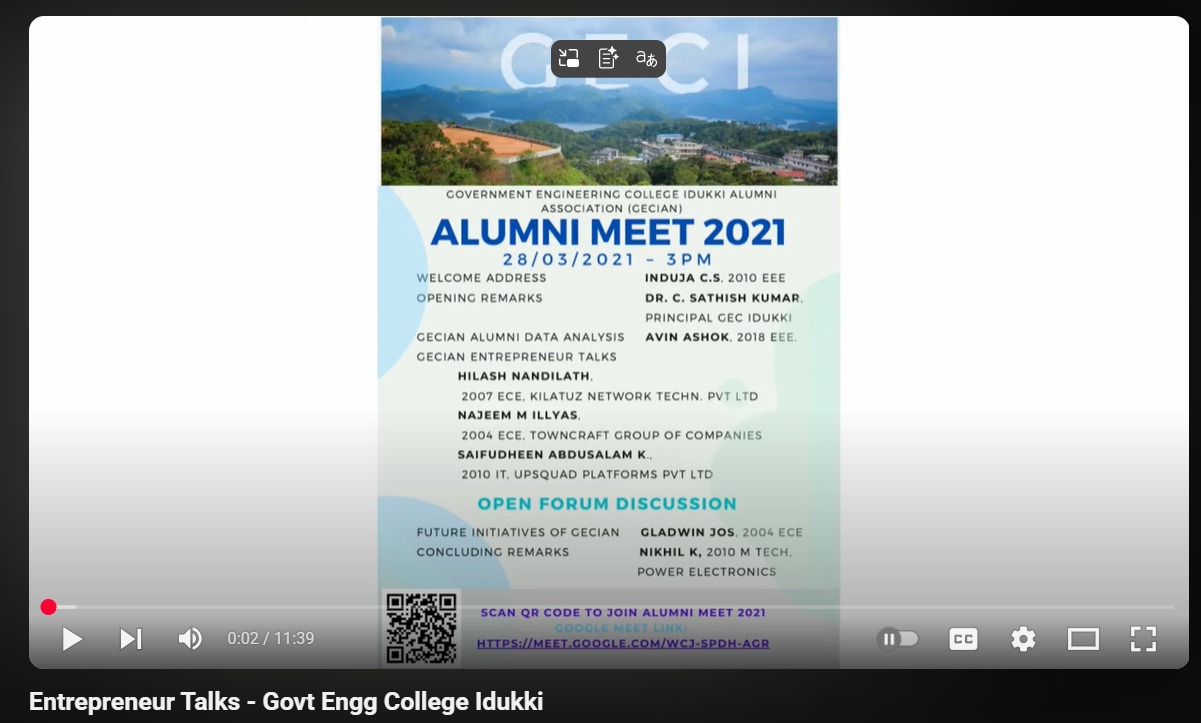 GECI
GOVERNMENT ENGINEERING COLLEGE IDUKKI ALUMNI
ASSOCIATION (GECIAN)
ALUMNI MEET 2021
28/03/2021 - 3PM
WELCOME ADDRESS INDUJA C.S, 2010 EEE
OPENING REMARKS DR. C. SATHISH KUMAR,
PRINCIPAL GEC IDUKKI
GECIAN ALUMNI DATA ANALYSIS AVIN ASHOK, 2018 EEE.
GECIAN ENTREPRENEUR TALKS
HILASH NANDILATH,
2007 ECE, KILATUZ NETWORK TECHN. PVT LTD
NAJEEM M ILLYAS,
2004 ECE, TOWNCRAFT GROUP OF COMPANIES
SAIFUDHEEN ABDUSALAM K.,
2010 IT, UPSQUAD PLATFORMS PVT LTD
OPEN FORUM DISCUSSION
FUTURE INITIATIVES OF GECIAN GLADWIN JOS, 2004 ECE
CONCLUDING REMARKS NIKHIL K, 2010 M TECH,
POWER ELECTRONICS
SCAN QR CODE TO JOIN ALUMNI MEET 2021
GOOGLE MEET LINK:
HTTPS://MEET.GOOGLE.COM/WCJ-SPDH-AGR
0:02 / 11:39
CC
Entrepreneur Talks - Govt Engg College Idukki